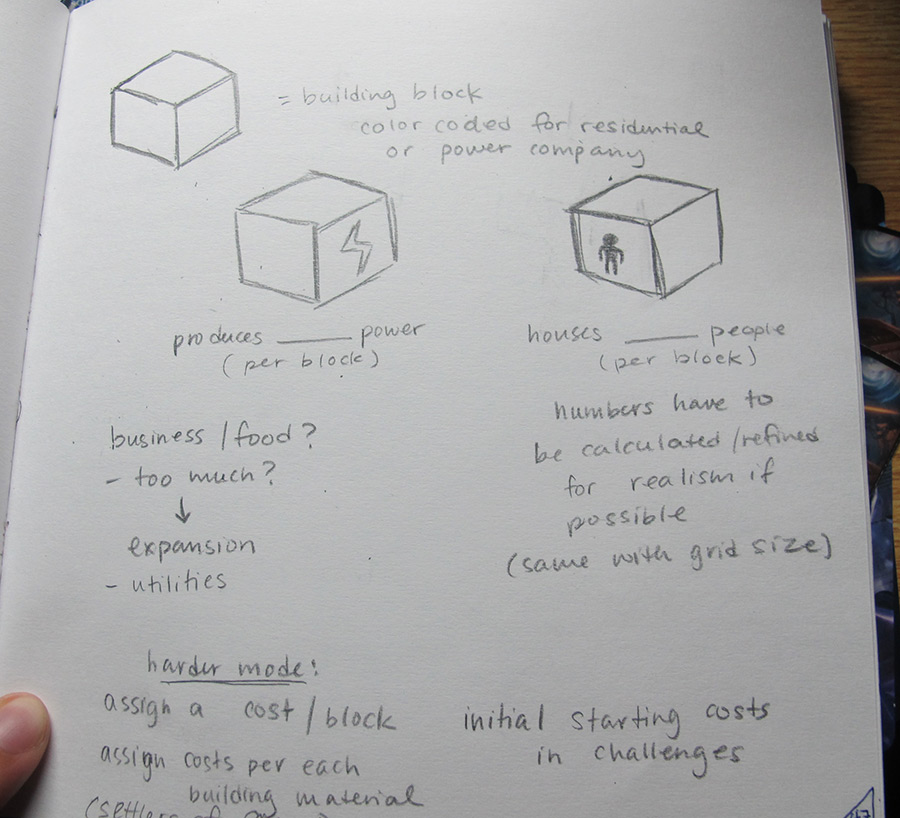 = building block
color coded for residential
or power company
produces ____ power
(per block)
houses ____ people
(per block)
business / food?
- too much?
↓
expansion
- utilities
numbers have to
be calculated/refined
for realism if
possible
(same with grid size)
harder mode:
assign a cost / block
assign costs per each
building material
(settlers of
initial starting costs
in challenges